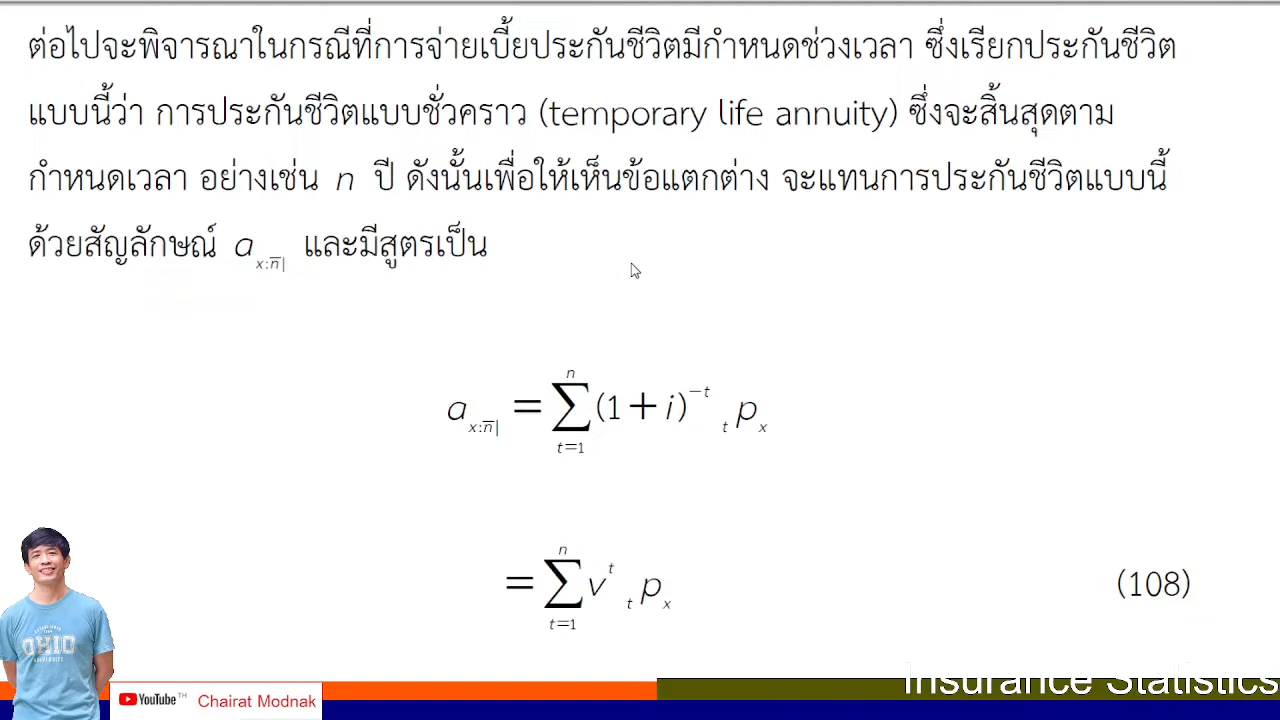 ต่อไปจะพิจารณาในกรณีที่การจ่ายเบี้ยประกันชีวิตมีกำหนดช่วงเวลา ซึ่งเรียกประกันชีวิต
แบบนี้ว่า การประกันชีวิตแบบชั่วคราว (temporary life annuity) ซึ่งจะสิ้นสุดตาม
กำหนดเวลา อย่างเช่น n ปี ดังนั้นเพื่อให้เห็นข้อแตกต่าง จะแทนการประกันชีวิตแบบนี้
ด้วยสัญลักษณ์ a_{x:n̅|} และมีสูตรเป็น
a_{x:n̅|} = ∑_{t=1}^{n} (1+i)^{-t} _{t}p_{x}
= ∑_{t=1}^{n} v^{t} _{t}p_{x} (108)
ESTABLISHED
OHIO
UNIVERSITY
YouTube TH Chairat Modnak
Insurance Statistics